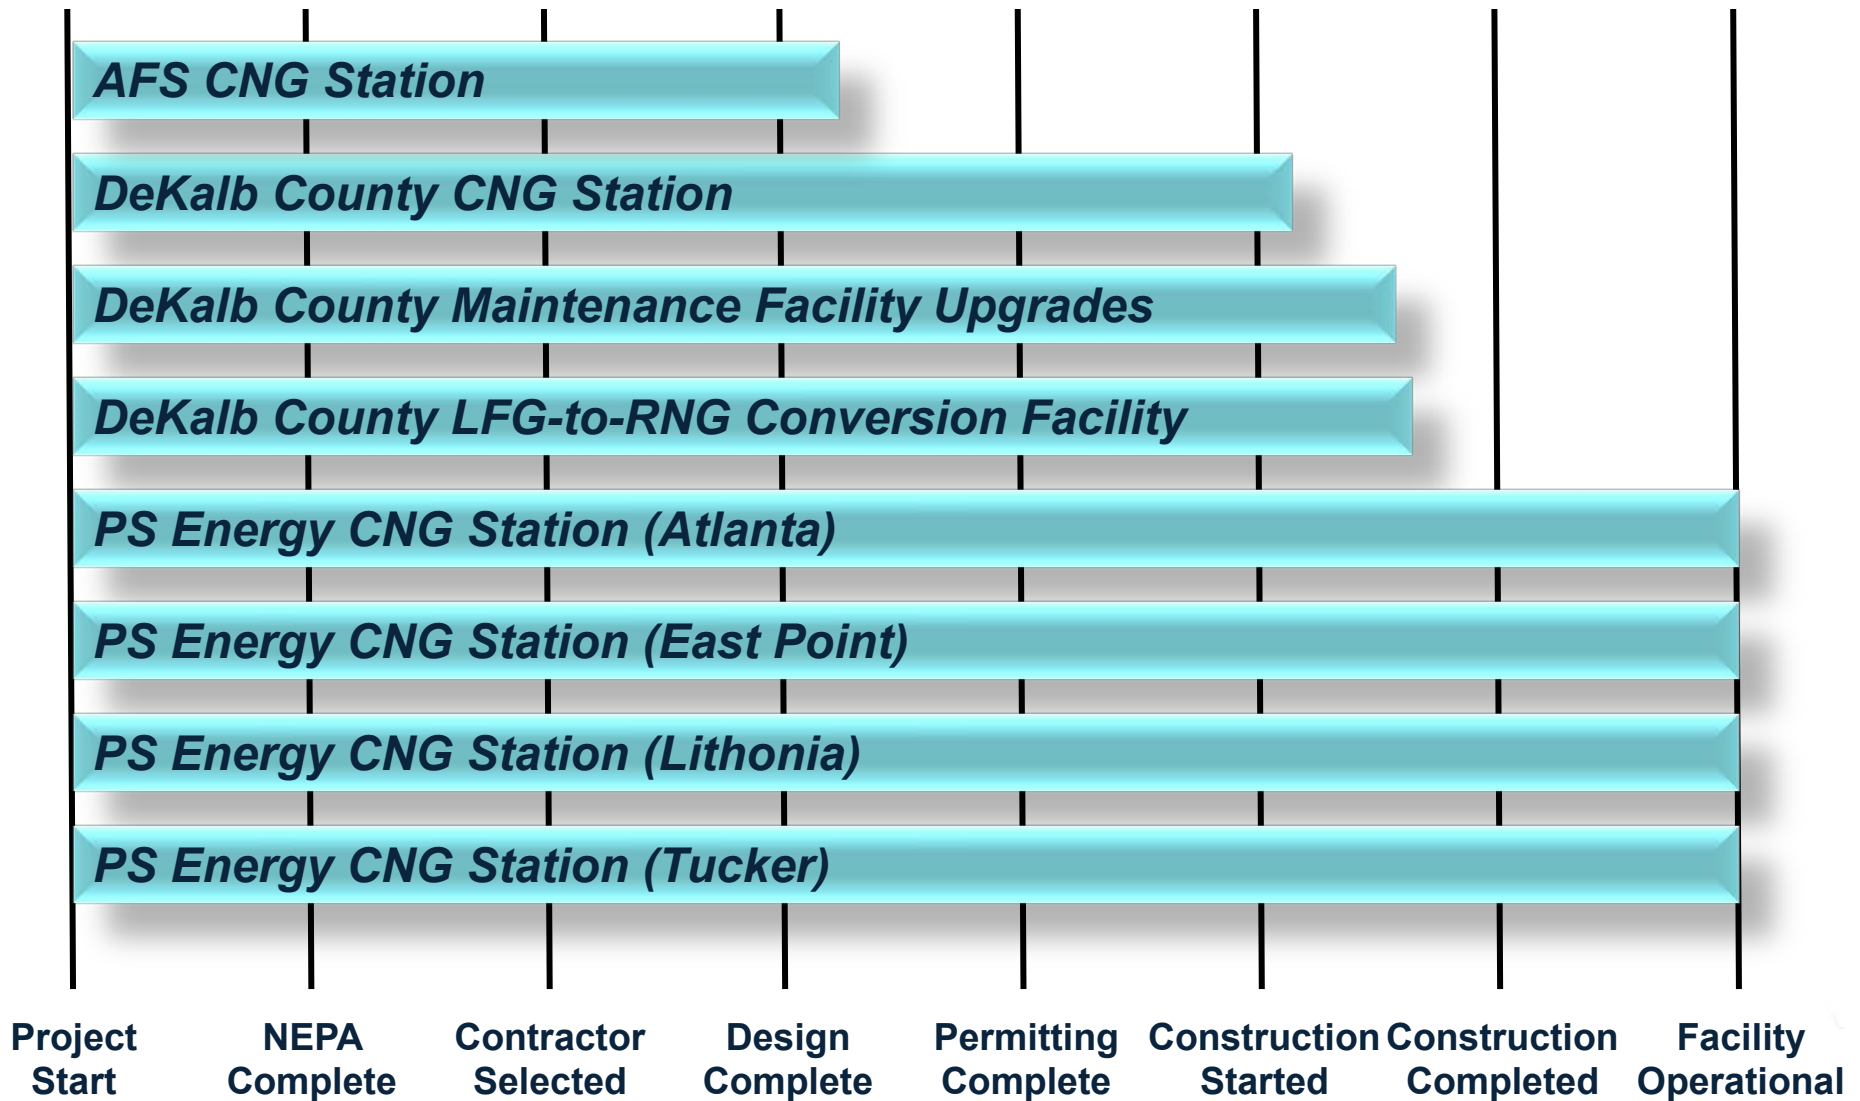 AFS CNG Station
DeKalb County CNG Station
DeKalb County Maintenance Facility Upgrades
DeKalb County LFG-to-RNG Conversion Facility
PS Energy CNG Station (Atlanta)
PS Energy CNG Station (East Point)
PS Energy CNG Station (Lithonia)
PS Energy CNG Station (Tucker)
Project
Start
NEPA
Complete
Contractor
Selected
Design
Complete
Permitting
Complete
Construction
Started
Construction
Completed
Facility
Operational